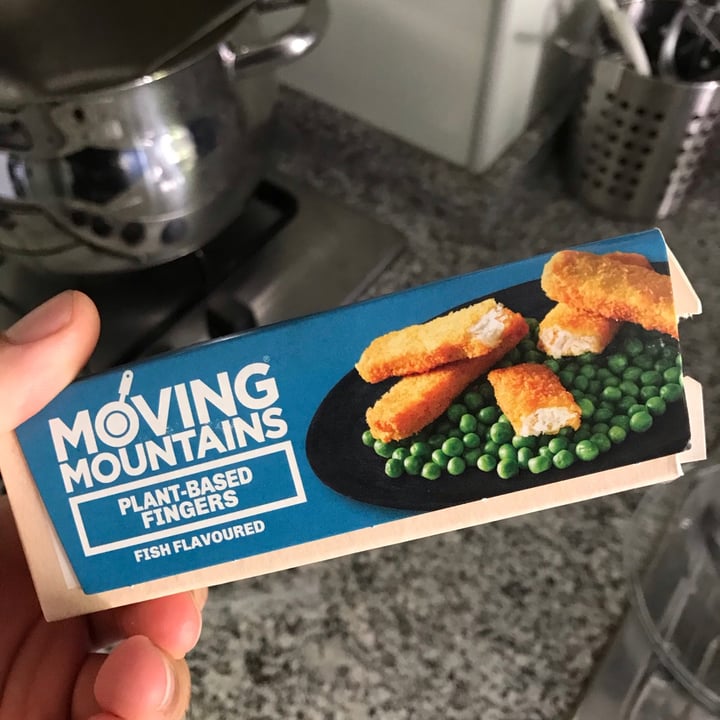 MOVING®
MOUNTAINS
PLANT-BASED
FINGERS
FISH FLAVOURED